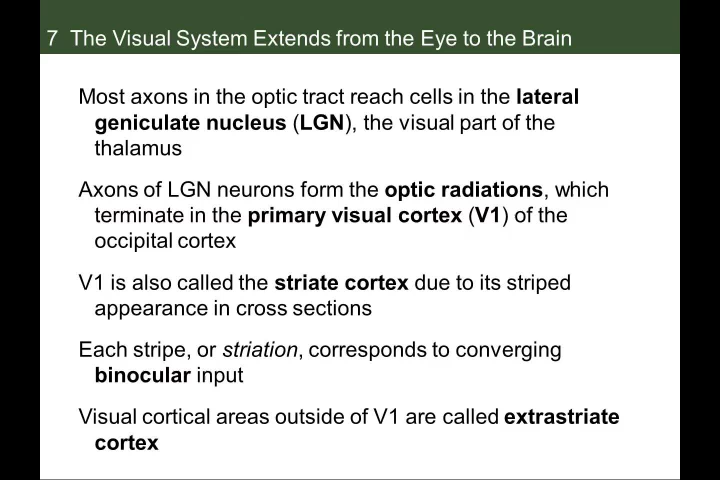 7 The Visual System Extends from the Eye to the Brain
Most axons in the optic tract reach cells in the lateral
geniculate nucleus (LGN), the visual part of the
thalamus
Axons of LGN neurons form the optic radiations, which
terminate in the primary visual cortex (V1) of the
occipital cortex
V1 is also called the striate cortex due to its striped
appearance in cross sections
Each stripe, or striation, corresponds to converging
binocular input
Visual cortical areas outside of V1 are called extrastriate
cortex